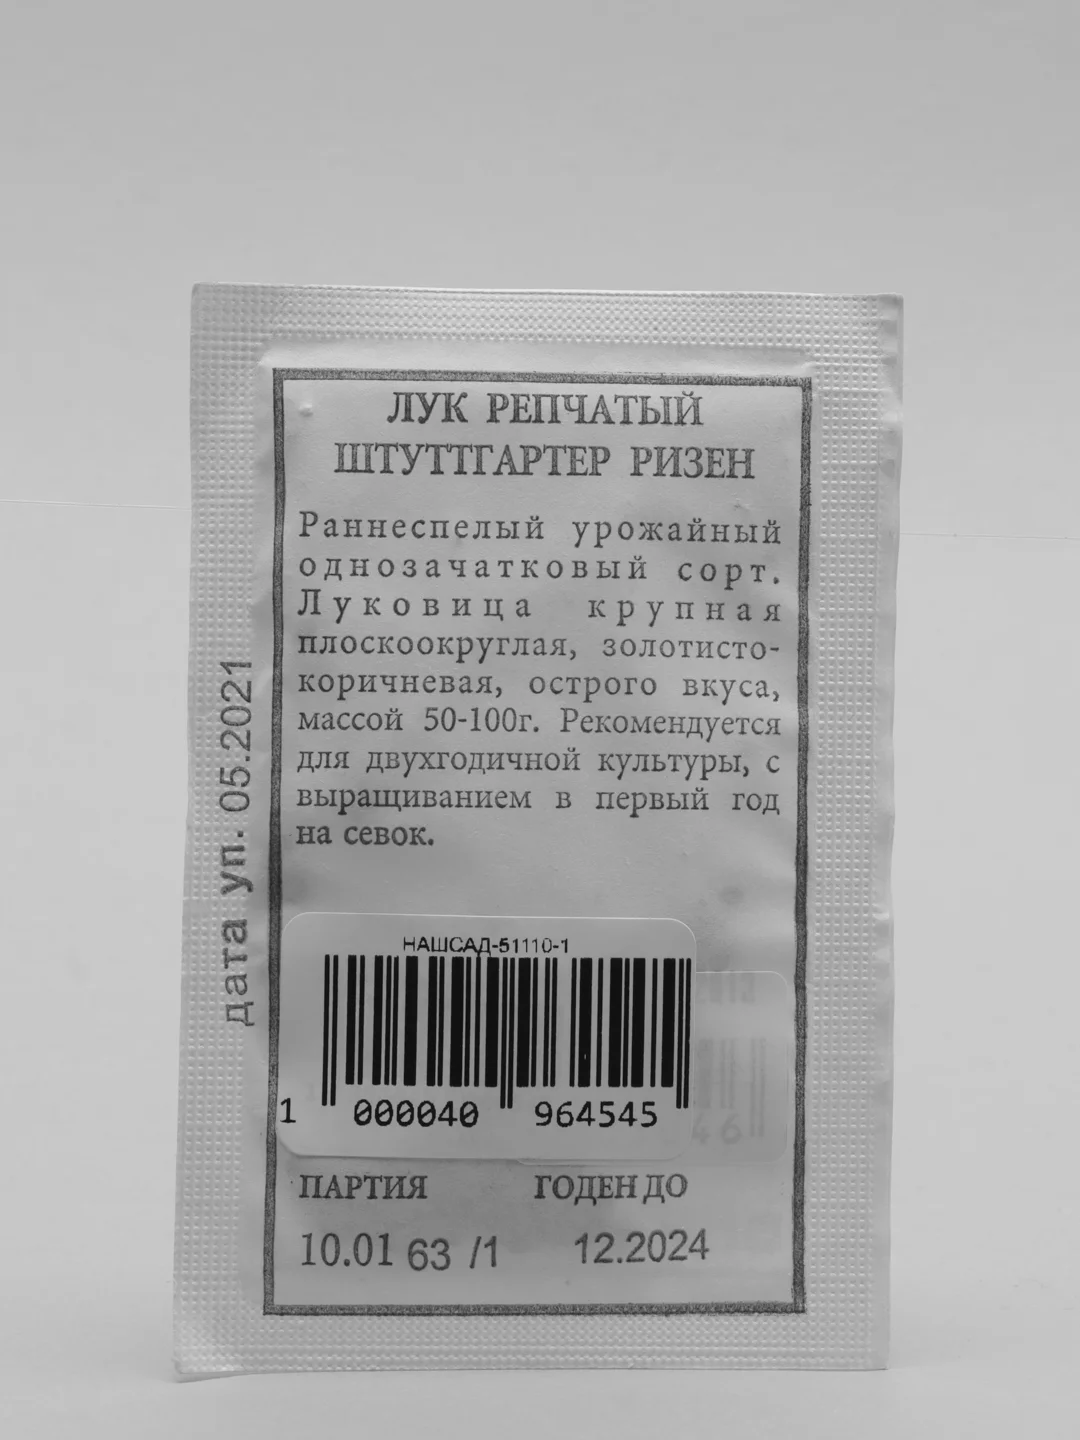 ЛУК РЕПЧАТЫЙ
ШТУТТГАРТЕР РИЗЕН
Раннеспелый урожайный
однозачатковый сорт.
Луковица крупная
плоскоокруглая, золотисто-
коричневая, острого вкуса,
массой 50-100г. Рекомендуется
для двухгодичной культуры, с
выращиванием в первый год
на севок.
дата уп. 05.2021
НАШСАД-51110-1
1 000040 964545
46
ПАРТИЯ ГОДЕН ДО
10.01 63 /1 12.2024